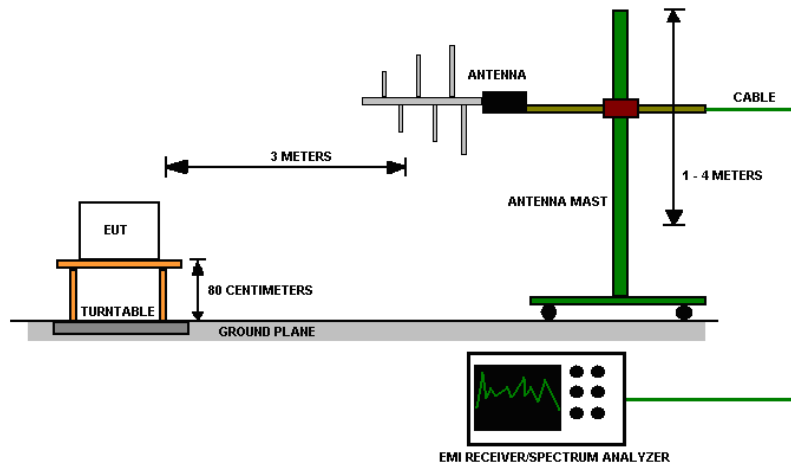 ANTENNA
CABLE
3 METERS
1 - 4 METERS
ANTENNA MAST
EUT
80 CENTIMETERS
TURNTABLE
GROUND PLANE
EMI RECEIVER/SPECTRUM ANALYZER